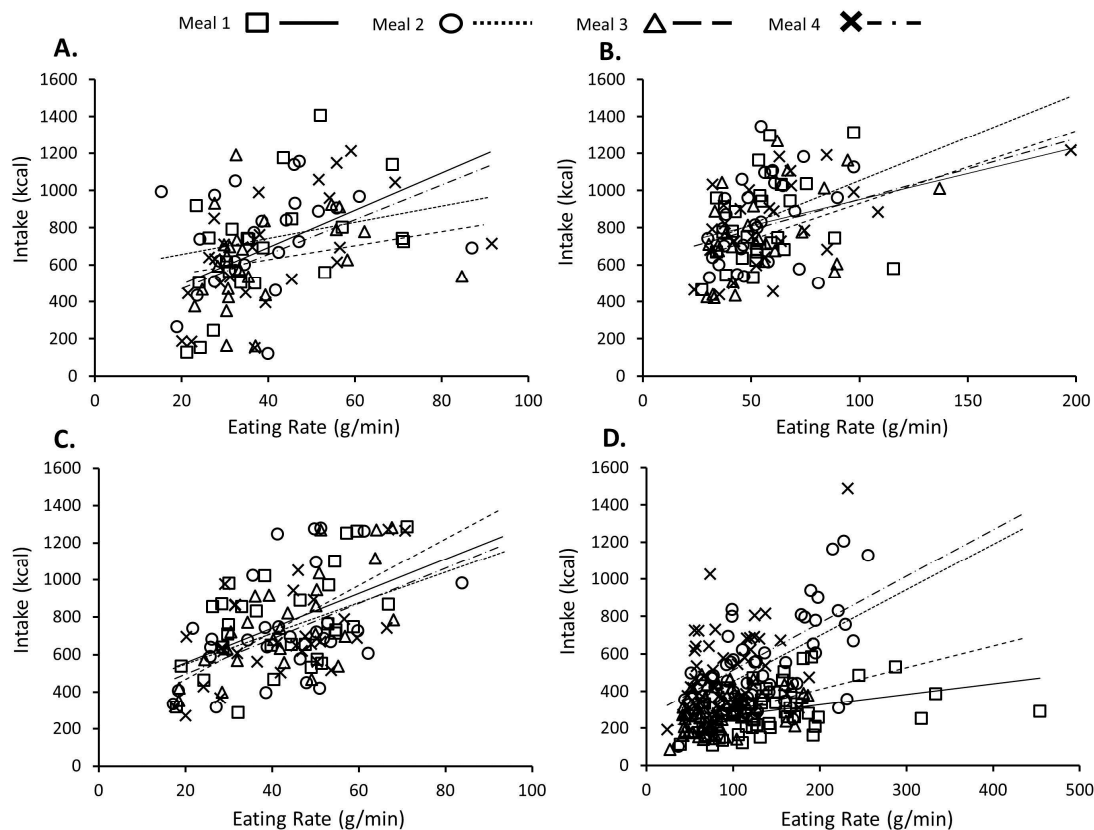 Meal 1 Meal 2 Meal 3 Meal 4
A.
1600
1400
1200
1000
800
600
400
200
0
Intake (kcal)
0 20 40 60 80 100
Eating Rate (g/min)
B.
1600
1400
1200
1000
800
600
400
200
0
Intake (kcal)
0 50 100 150 200
Eating Rate (g/min)
C.
1600
1400
1200
1000
800
600
400
200
0
Intake (kcal)
0 20 40 60 80 100
Eating Rate (g/min)
D.
1600
1400
1200
1000
800
600
400
200
0
Intake (kcal)
0 100 200 300 400 500
Eating Rate (g/min)